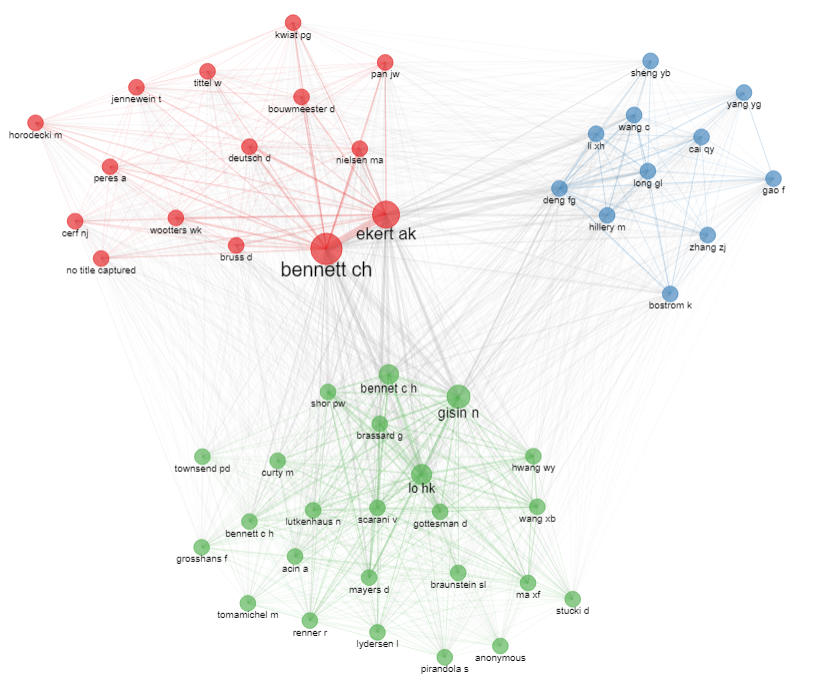 kwiat pg
pan jw
tittel w
jennewein t
bouwmeester d
horodecki m
deutsch d
nielsen ma
peres a
cerf nj
wootters wk
ekert ak
bruss d
no title captured
bennett ch
sheng yb
yang yg
wang c
li xh
cai qy
long gl
gao f
deng fg
hillery m
zhang zj
bostrom k
bennet c h
shor pw
gisin n
brassard g
townsend pd
curty m
hwang wy
lo hk
bennett c h
lutkenhaus n
scarani v
gottesman d
wang xb
grosshans f
acin a
mayers d
braunstein sl
ma xf
stucki d
tomamichel m
renner r
lydersen l
anonymous
pirandola s